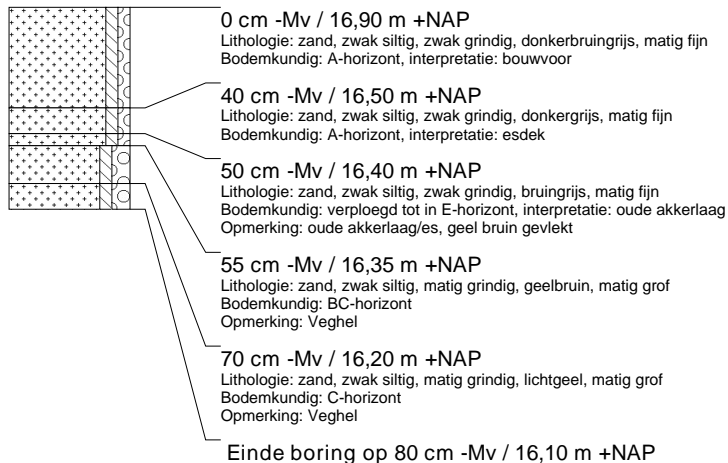 0 cm -Mv / 16,90 m +NAP
Lithologie: zand, zwak siltig, zwak grindig, donkerbruingrijs, matig fijn
Bodemkundig: A-horizont, interpretatie: bouwvoor
40 cm -Mv / 16,50 m +NAP
Lithologie: zand, zwak siltig, zwak grindig, donkergrijs, matig fijn
Bodemkundig: A-horizont, interpretatie: esdek
50 cm -Mv / 16,40 m +NAP
Lithologie: zand, zwak siltig, zwak grindig, bruingrijs, matig fijn
Bodemkundig: verploegd tot in E-horizont, interpretatie: oude akkerlaag
Opmerking: oude akkerlaag/es, geel bruin gevlekt
55 cm -Mv / 16,35 m +NAP
Lithologie: zand, zwak siltig, matig grindig, geelbruin, matig grof
Bodemkundig: BC-horizont
Opmerking: Veghel
70 cm -Mv / 16,20 m +NAP
Lithologie: zand, zwak siltig, matig grindig, lichtgeel, matig grof
Bodemkundig: C-horizont
Opmerking: Veghel
Einde boring op 80 cm -Mv / 16,10 m +NAP